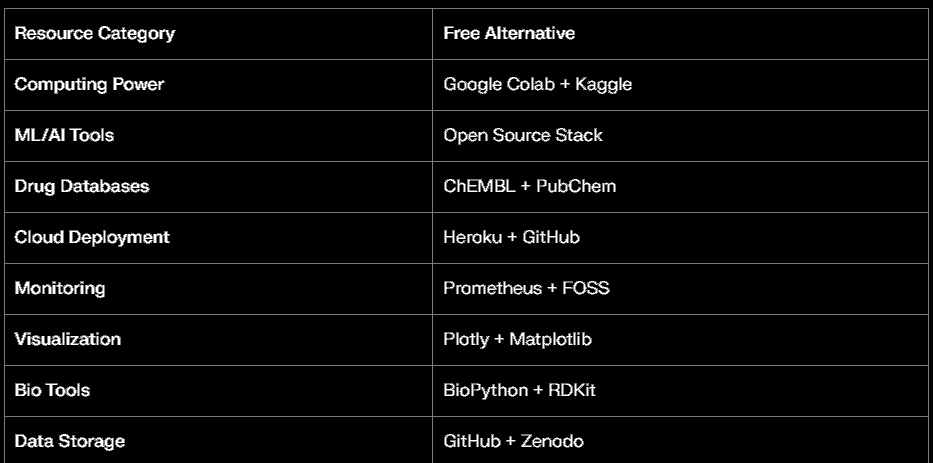 Resource Category Free Alternative
Computing Power Google Colab + Kaggle
ML/AI Tools Open Source Stack
Drug Databases ChEMBL + PubChem
Cloud Deployment Heroku + GitHub
Monitoring Prometheus + FOSS
Visualization Plotly + Matplotlib
Bio Tools BioPython + RDKit
Data Storage GitHub + Zenodo